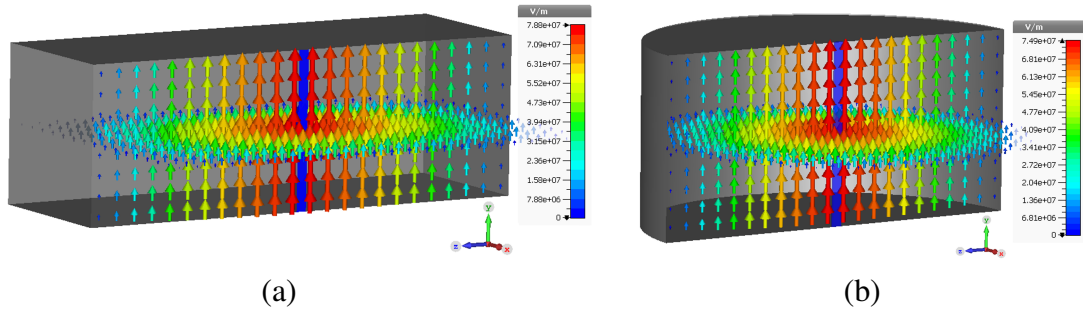 V/m
7.88e+07
7.09e+07
6.31e+07
5.52e+07
4.73e+07
3.94e+07
3.15e+07
2.36e+07
1.58e+07
7.88e+06
0
y
z
x
(a)
V/m
7.49e+07
6.81e+07
6.13e+07
5.45e+07
4.77e+07
4.09e+07
3.41e+07
2.72e+07
2.04e+07
1.36e+07
6.81e+06
0
y
z
x
(b)